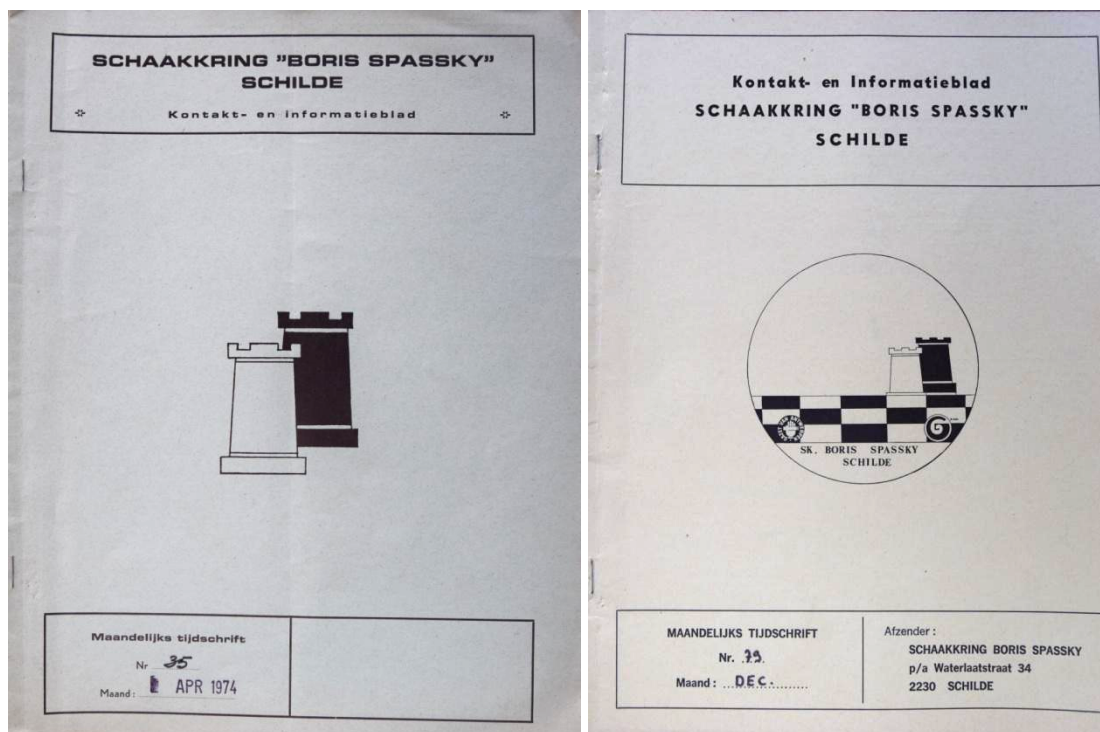 SCHAAKKRING "BORIS SPASSKY"
SCHILDE
Kontakt- en informatieblad
Maandelijks tijdschrift
Nr 35
Maand: APR 1974
Kontakt- en Informatieblad
SCHAAKKRING "BORIS SPASSKY"
SCHILDE
SK. BORIS SPASSKY
SCHILDE
MAANDELIJKS TIJDSCHRIFT
Nr. 79.
Maand: DEC.
Afzender:
SCHAAKKRING BORIS SPASSKY
p/a Waterlaatstraat 34
2230 SCHILDE